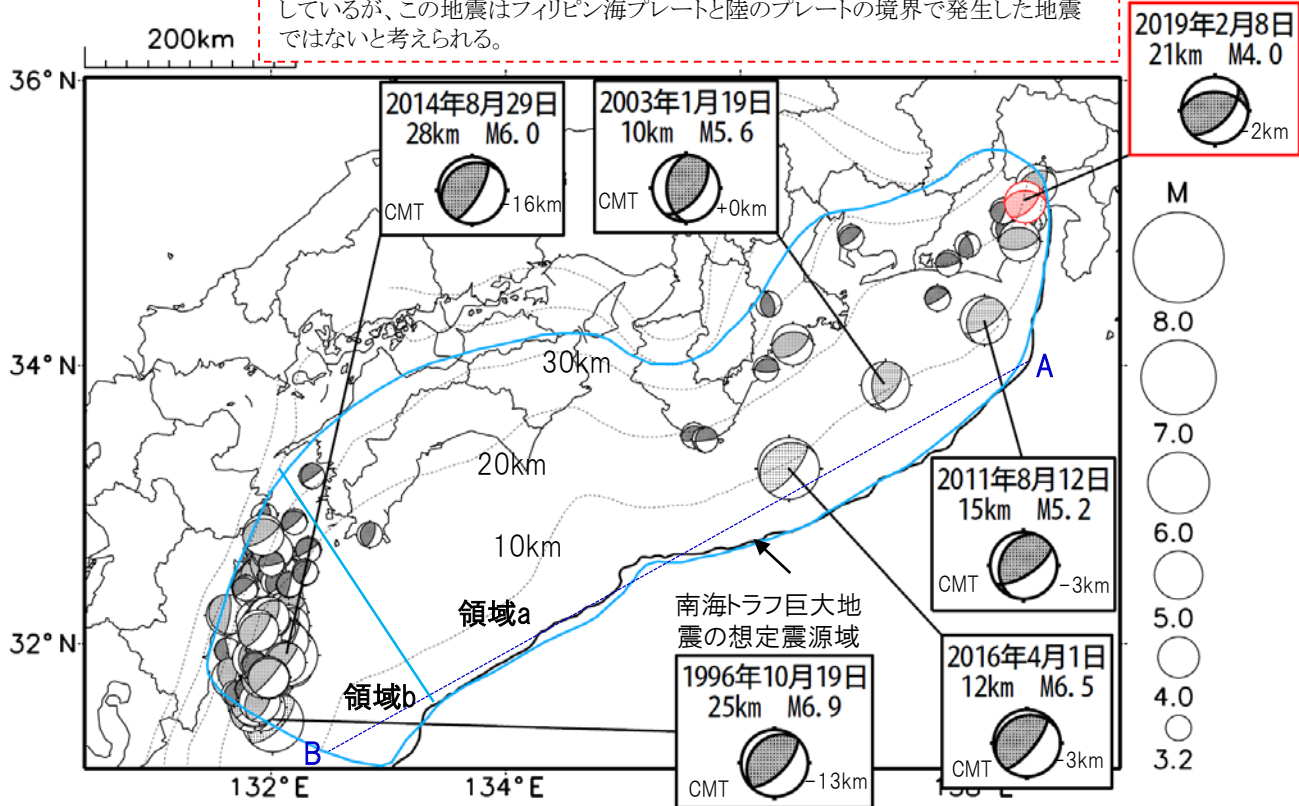 しているが、この地震はフィリピン海プレートと陸のプレートの境界で発生した地震
ではないと考えられる。
200km
36°N
34°N
32°N
132°E
134°E
2014年8月29日
28km M6.0
CMT
-16km
2003年1月19日
10km M5.6
CMT
+0km
2019年2月8日
21km M4.0
-2km
M
8.0
7.0
6.0
5.0
4.0
3.2
30km
20km
10km
A
B
領域a
領域b
南海トラフ巨大地
震の想定震源域
2011年8月12日
15km M5.2
CMT
-3km
2016年4月1日
12km M6.5
CMT
-3km
1996年10月19日
25km M6.9
CMT
-13km